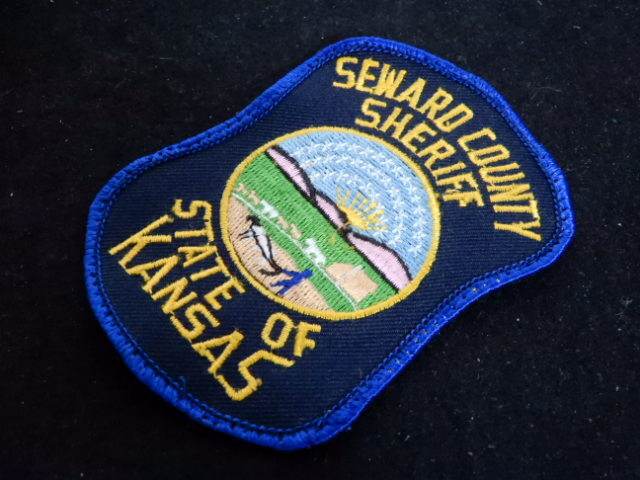 SEWARD COUNTY
SHERIFF
STATE OF
KANSAS